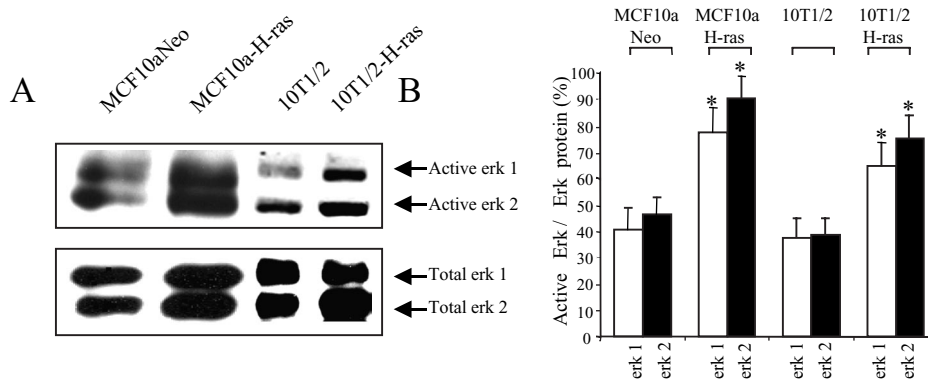 A
MCF10aNeo
MCF10a-H-ras
10T1/2
10T1/2-H-ras
Active erk 1
Active erk 2
Total erk 1
Total erk 2
B
MCF10a
Neo
MCF10a
H-ras
10T1/2
10T1/2
H-ras
Active Erk / Erk protein (%)
100
90
80
70
60
50
40
30
20
10
0
*
*
*
*
erk 1
erk 2
erk 1
erk 2
erk 1
erk 2
erk 1
erk 2